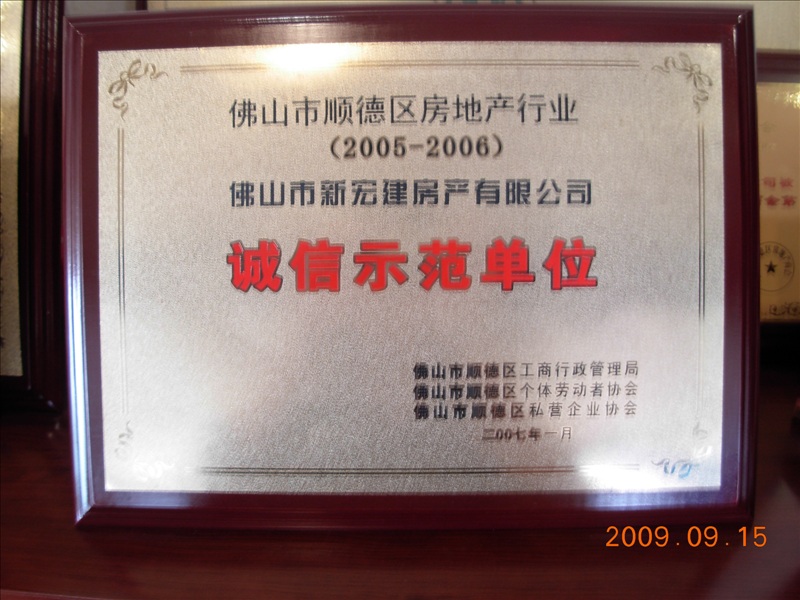 佛山市顺德区房地产行业
(2005-2006)
佛山市新宏建房产有限公司
诚信示范单位
佛山市顺德区工商行政管理局
佛山市顺德区个体劳动者协会
佛山市顺德区私营企业协会
二00七年一月
2009.09.15